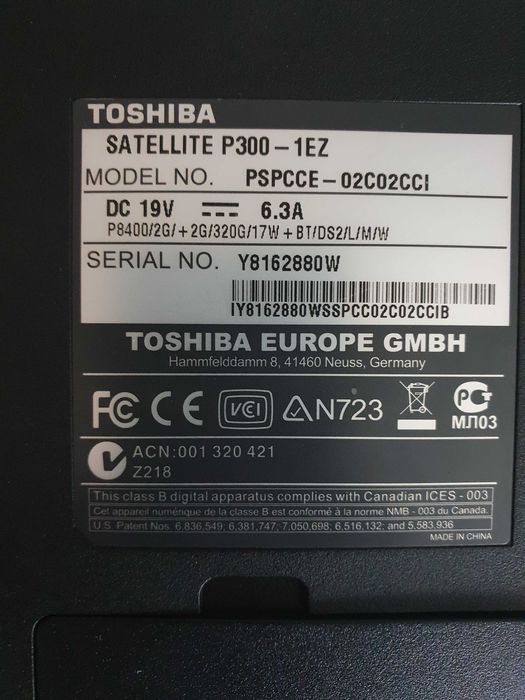 TOSHIBA
SATELLITE P300-1EZ
MODEL NO. PSPCCE-02C02CCI
DC 19V ⎓ 6.3A
P8400/2G/+2G/320G/17W+BT/DS2/L/M/W
SERIAL NO. Y8162880W
IY8162880WSSPCC02C02CCIB
TOSHIBA EUROPE GMBH
Hammfelddamm 8, 41460 Neuss, Germany
FC CE VCI N723 PG МЛ03
ACN:001 320 421
Z218
This class B digital apparatus complies with Canadian ICES - 003
Cet appareil numérique de la classe B est conformé à la norme NMB - 003 du Canada.
U.S. Patent Nos. 6,836,549; 6,381,747; 7,050,698; 6,516,132; and 5,583,936
MADE IN CHINA